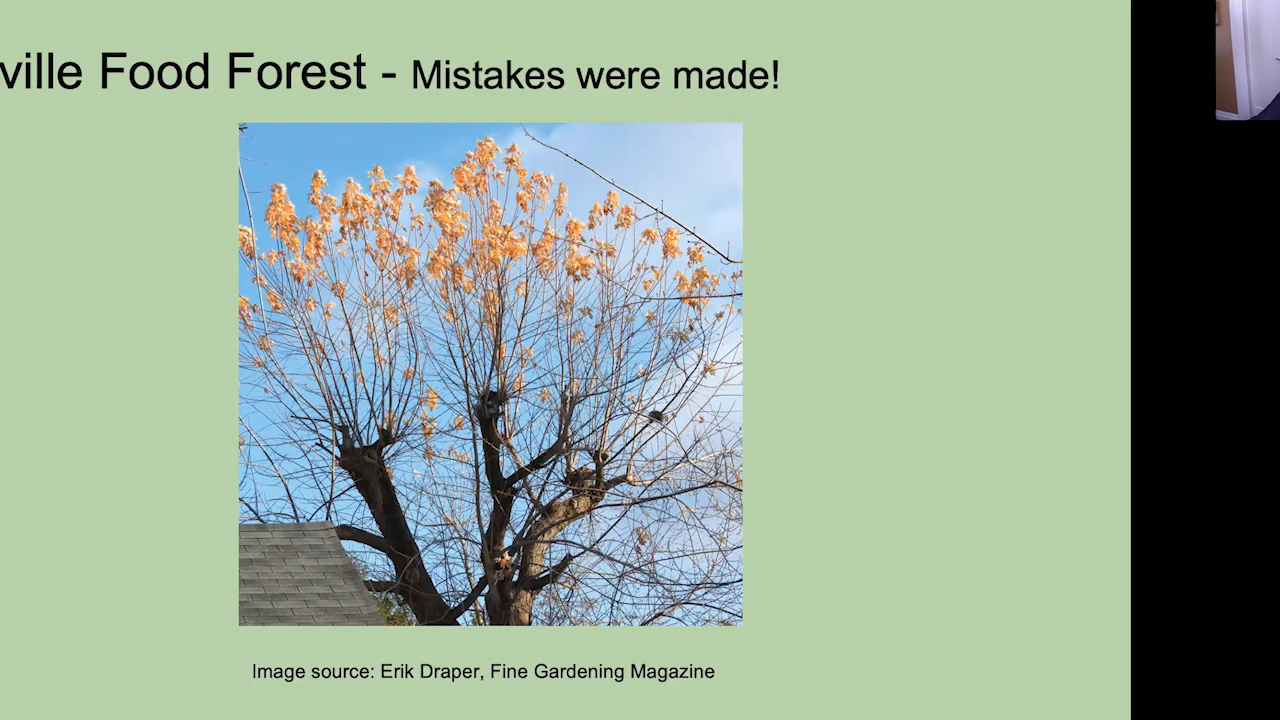 ville Food Forest - Mistakes were made!
Image source: Erik Draper, Fine Gardening Magazine